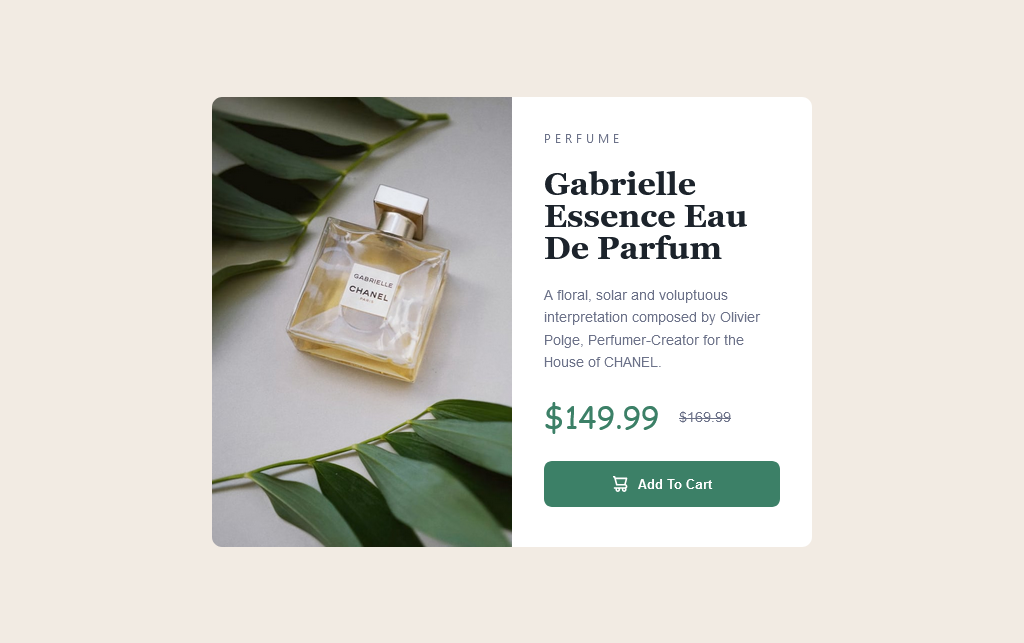 GABRIELLE
CHANEL
PARIS
PERFUME
Gabrielle
Essence Eau
De Parfum
A floral, solar and voluptuous
interpretation composed by Olivier
Polge, Perfumer-Creator for the
House of CHANEL.
$149.99 $169.99
Add To Cart